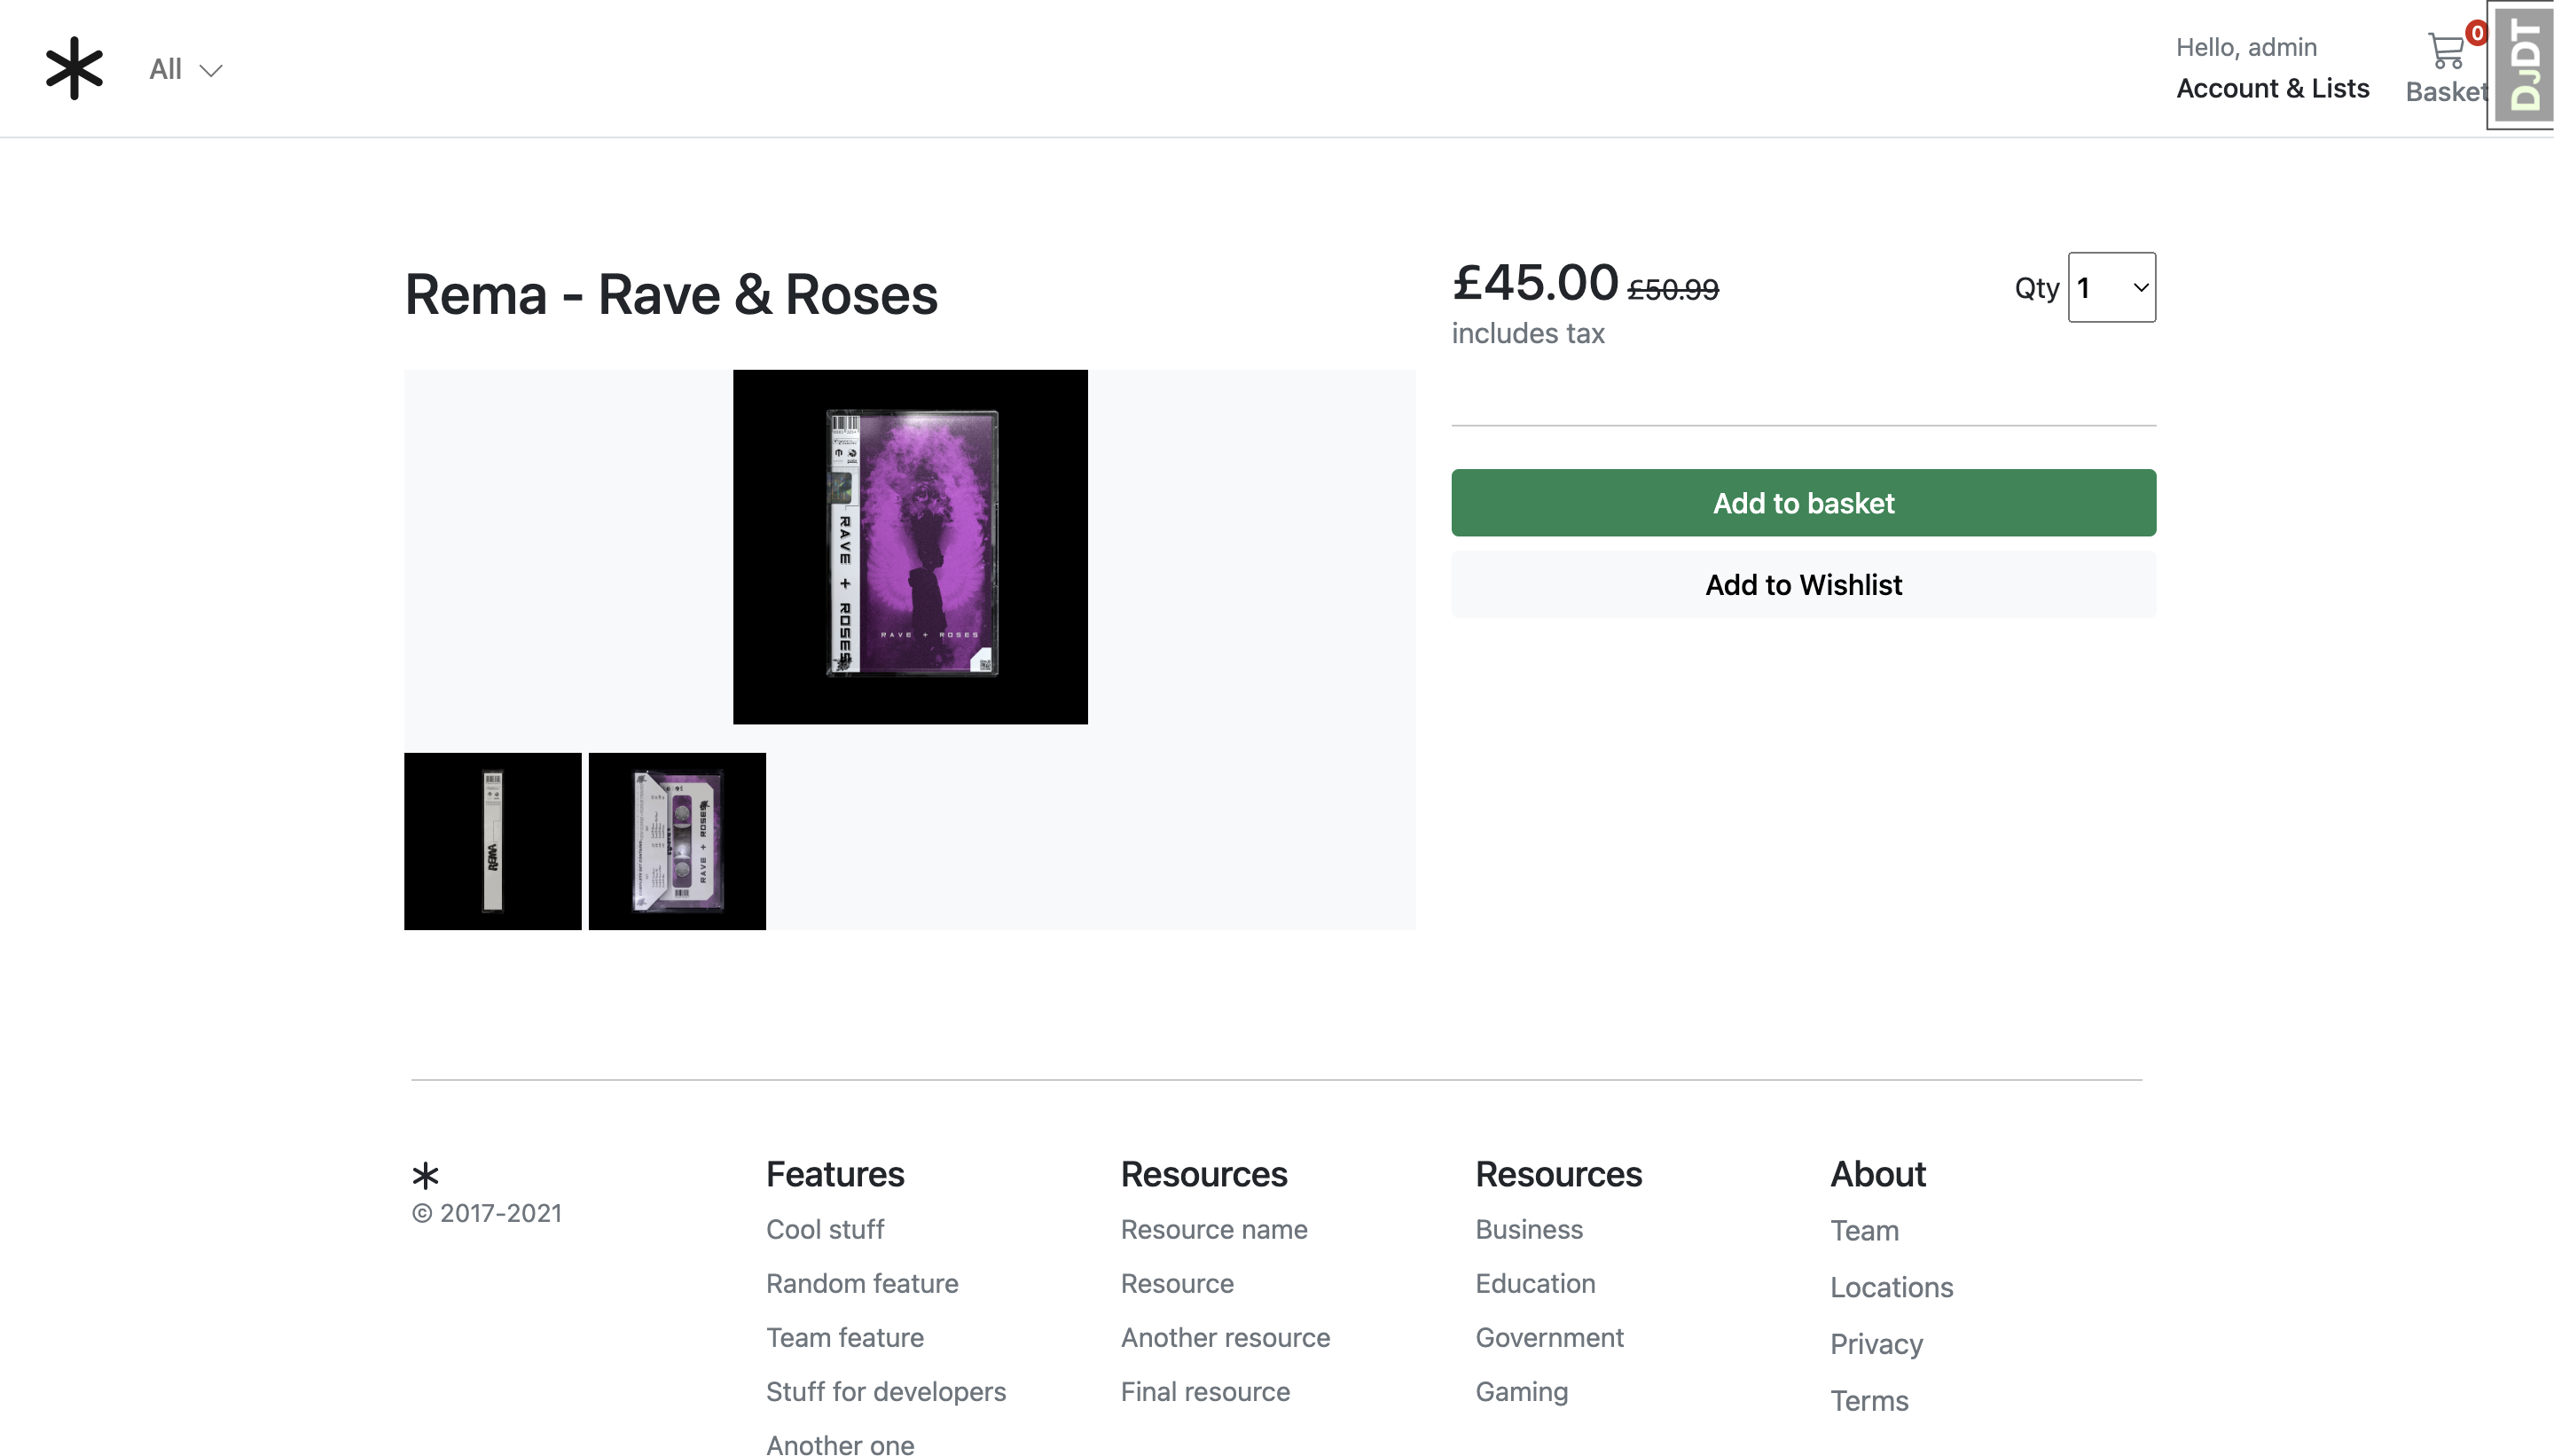 All
Hello, admin
Account & Lists
0
Basket
DJDT
Rema - Rave & Roses
£45.00 £50.99
includes tax
Qty 1
Add to basket
Add to Wishlist
RAVE + ROSES
RAVE + ROSES
REMA
RAVE + ROSES
© 2017-2021
Features
Cool stuff
Random feature
Team feature
Stuff for developers
Another one
Resources
Resource name
Resource
Another resource
Final resource
Resources
Business
Education
Government
Gaming
About
Team
Locations
Privacy
Terms